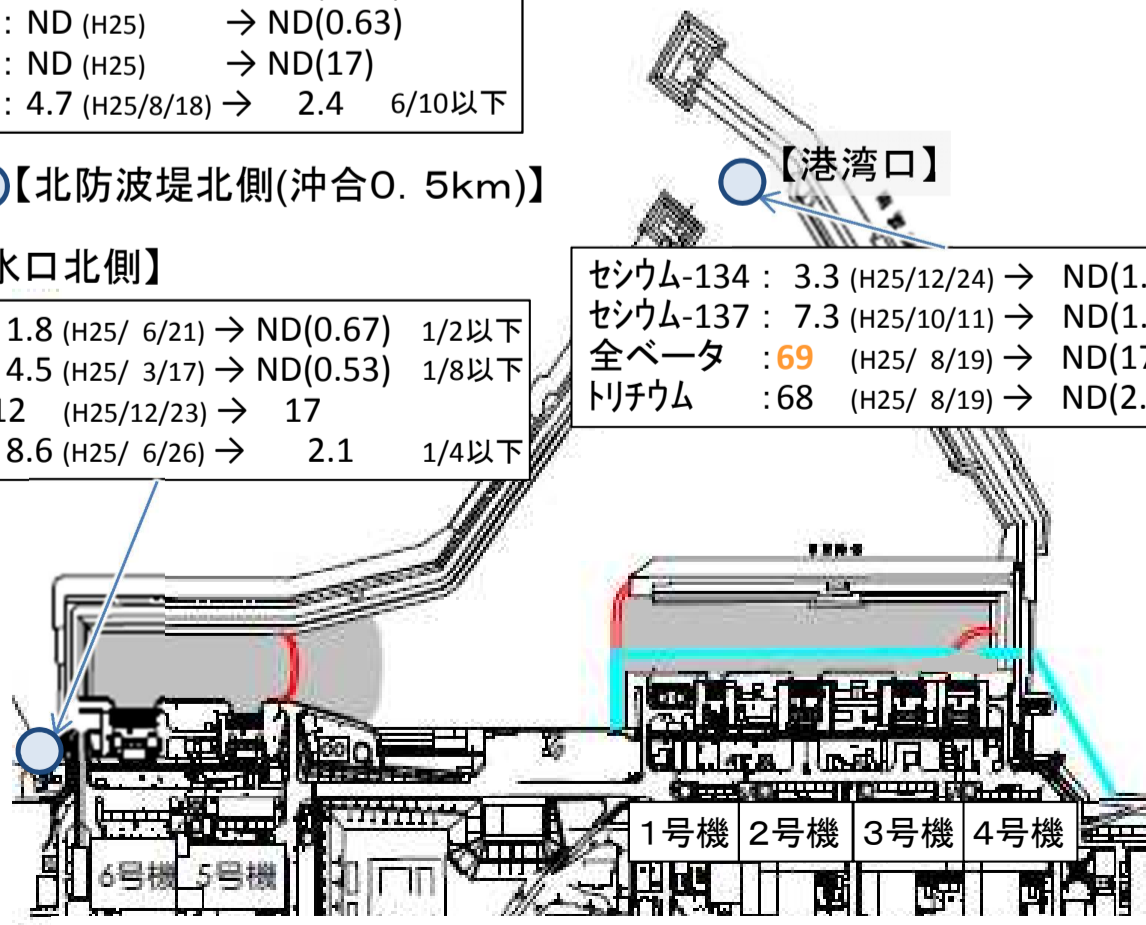 : ND (H25) → ND(0.63)
: ND (H25) → ND(17)
: 4.7 (H25/8/18) → 2.4 6/10以下
【北防波堤北側(沖合0. 5km)】
【港湾口】
水口北側】
1.8 (H25/ 6/21) → ND(0.67) 1/2以下
4.5 (H25/ 3/17) → ND(0.53) 1/8以下
12 (H25/12/23) → 17
8.6 (H25/ 6/26) → 2.1 1/4以下
セシウム-134 : 3.3 (H25/12/24) → ND(1.
セシウム-137 : 7.3 (H25/10/11) → ND(1.
全ベータ :69 (H25/ 8/19) → ND(17
トリチウム :68 (H25/ 8/19) → ND(2.
1号機 2号機 3号機 4号機
6号機 5号機